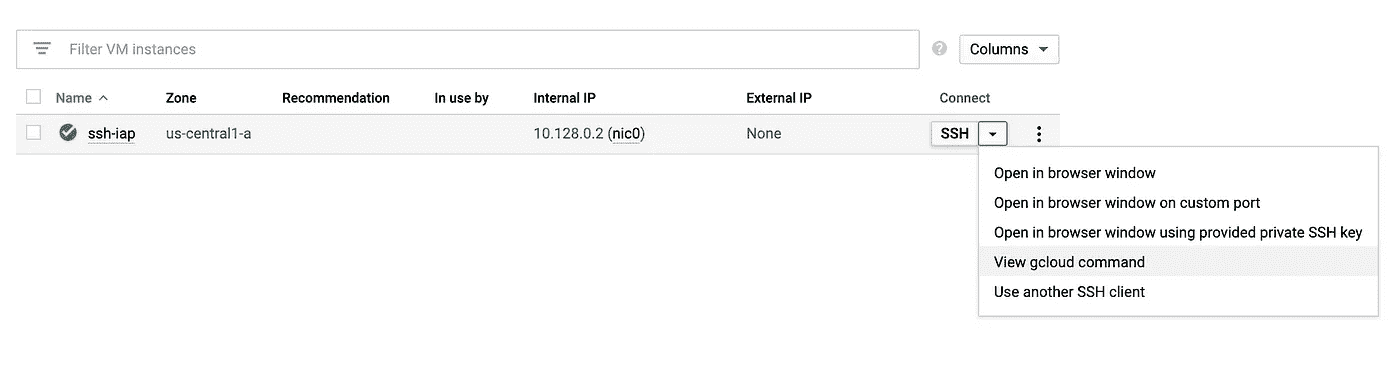 Filter VM instances
? Columns
Name Zone Recommendation In use by Internal IP External IP Connect
ssh-iap us-central1-a 10.128.0.2 (nic0) None SSH
Open in browser window
Open in browser window on custom port
Open in browser window using provided private SSH key
View gcloud command
Use another SSH client